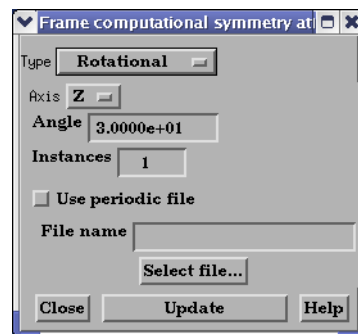 Frame computational symmetry at
Type Rotational
Axis Z
Angle 3.0000e+01
Instances 1
Use periodic file
File name
Select file...
Close Update Help